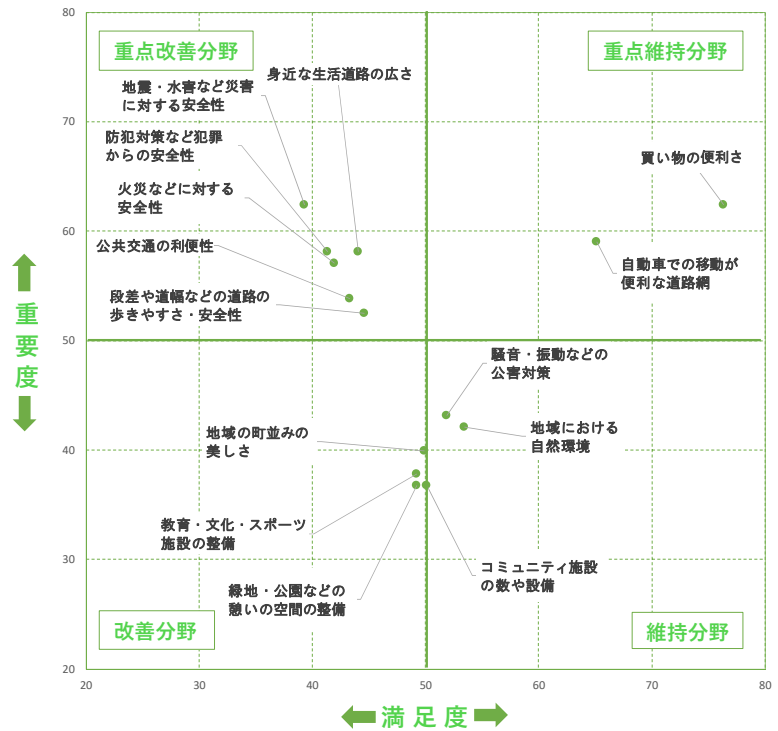 80
70
60
50
40
30
20
20
30
40
50
60
70
80
重要度
満足度
重点改善分野
重点維持分野
身近な生活道路の広さ
地震・水害など災害
に対する安全性
防犯対策など犯罪
からの安全性
火災などに対する
安全性
公共交通の利便性
段差や道幅などの道路の
歩きやすさ・安全性
買い物の便利さ
自動車での移動が
便利な道路網
騒音・振動などの
公害対策
地域における
自然環境
地域の町並みの
美しさ
教育・文化・スポーツ
施設の整備
緑地・公園などの
憩いの空間の整備
コミュニティ施設
の数や設備
改善分野
維持分野